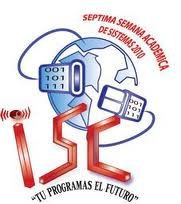 SEPTIMA SEMANA ACADEMICA
DE SISTEMAS 2010
001
101
111
001
101
111
ISC
"TU PROGRAMAS EL FUTURO"